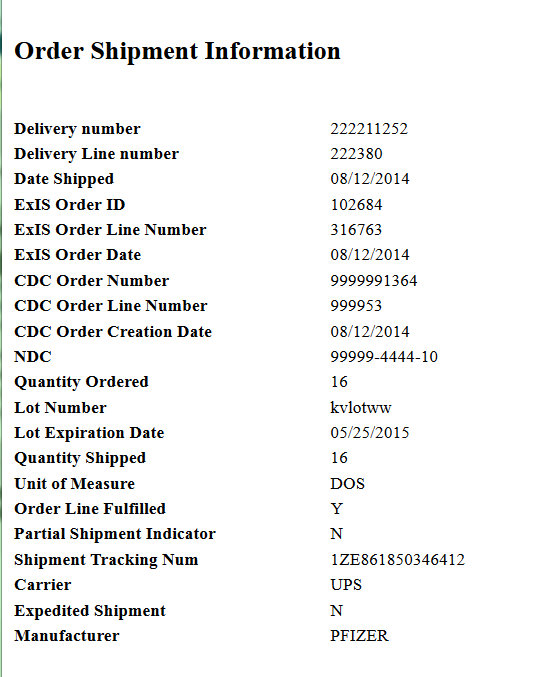 Order Shipment Information
Delivery number 222211252
Delivery Line number 222380
Date Shipped 08/12/2014
ExIS Order ID 102684
ExIS Order Line Number 316763
ExIS Order Date 08/12/2014
CDC Order Number 9999991364
CDC Order Line Number 999953
CDC Order Creation Date 08/12/2014
NDC 99999-4444-10
Quantity Ordered 16
Lot Number kvlotww
Lot Expiration Date 05/25/2015
Quantity Shipped 16
Unit of Measure DOS
Order Line Fulfilled Y
Partial Shipment Indicator N
Shipment Tracking Num 1ZE861850346412
Carrier UPS
Expedited Shipment N
Manufacturer PFIZER